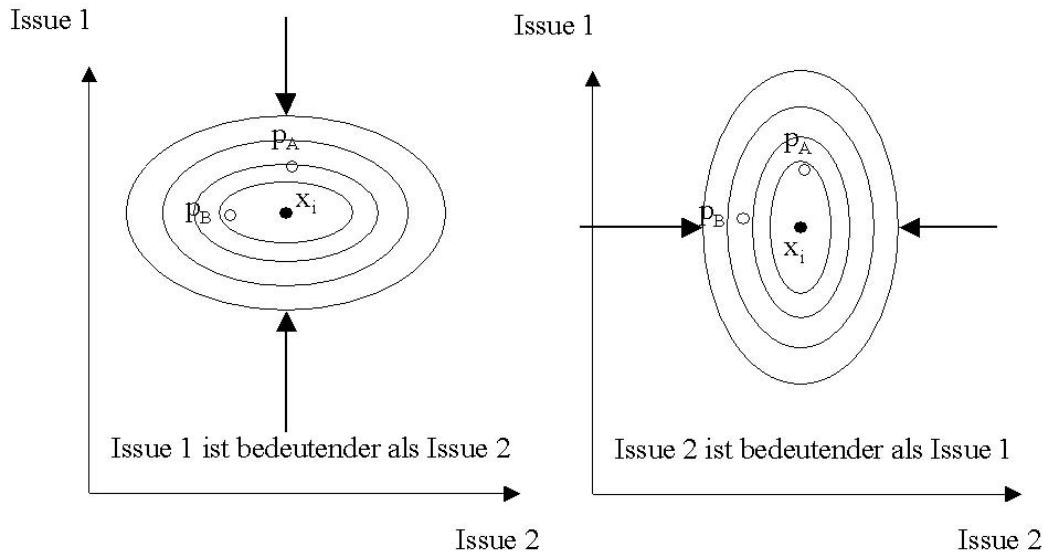 Issue 1
p_A
x_i
p_B
Issue 1 ist bedeutender als Issue 2
Issue 2
Issue 1
p_A
p_B
x_i
Issue 2 ist bedeutender als Issue 1
Issue 2